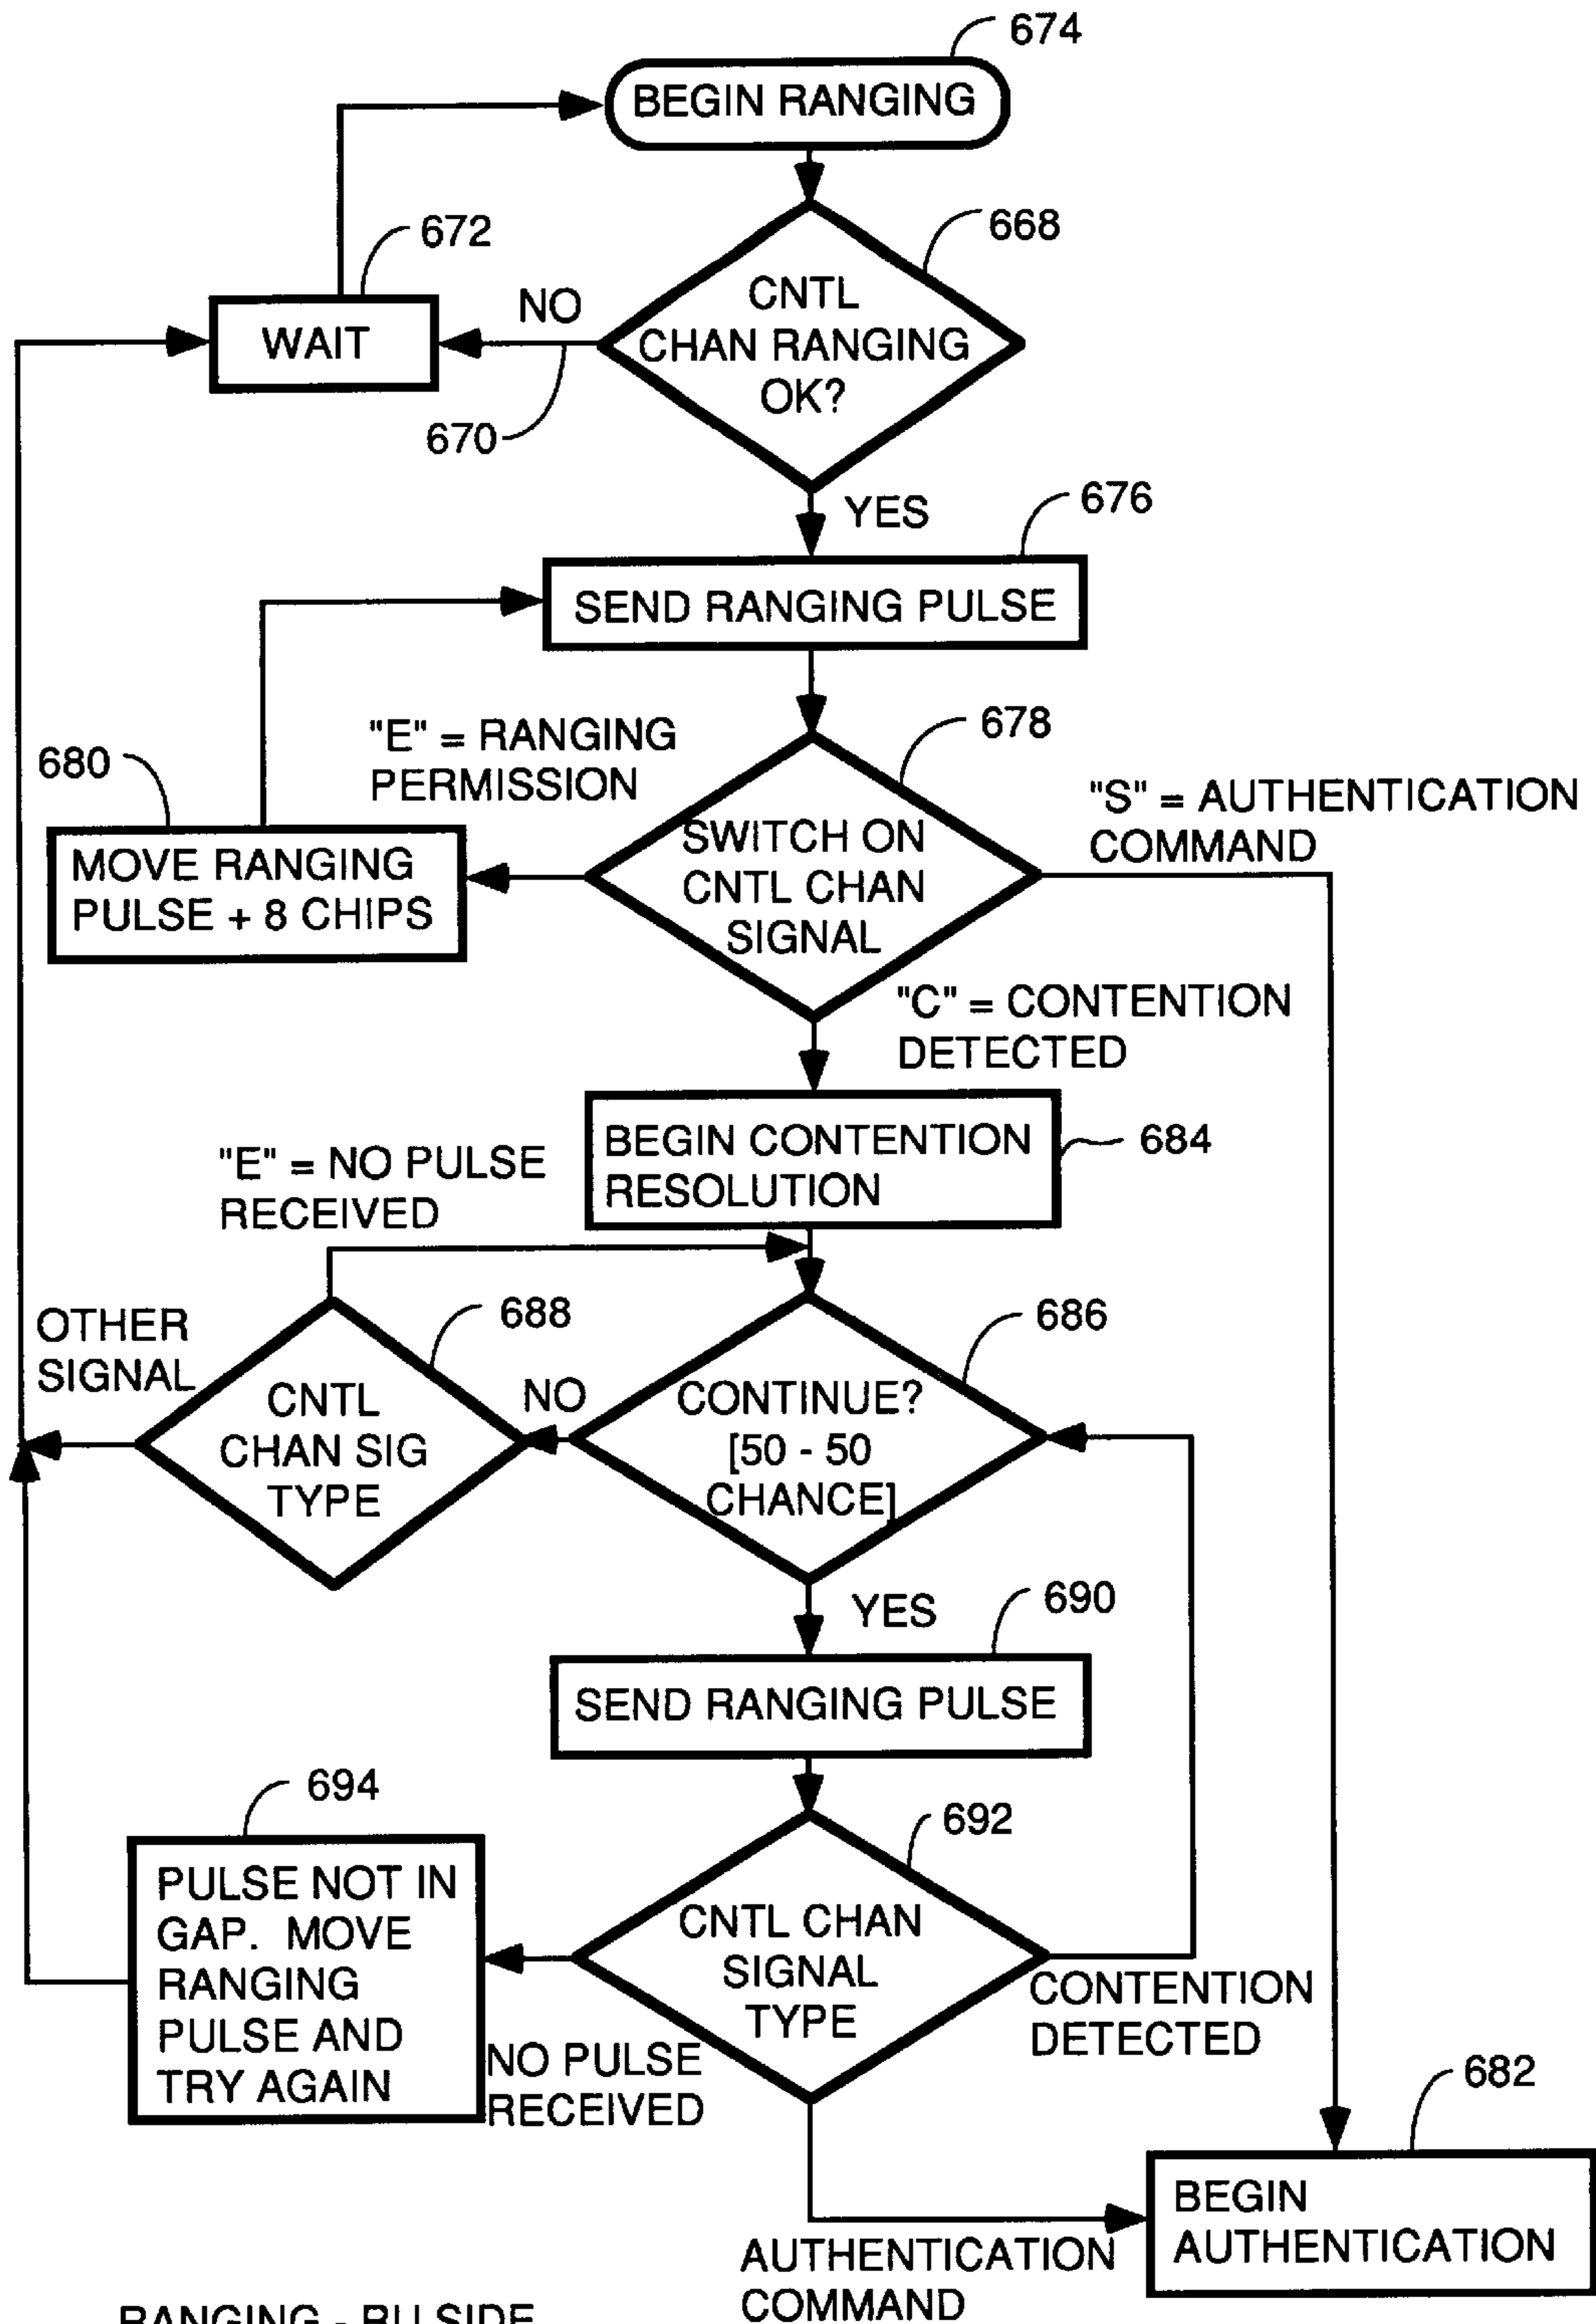 674
BEGIN RANGING
672
668
NO
CNTL
CHAN RANGING
OK?
WAIT
670
YES
676
SEND RANGING PULSE
"E" = RANGING
PERMISSION
678
680
"S" = AUTHENTICATION
COMMAND
MOVE RANGING
PULSE + 8 CHIPS
SWITCH ON
CNTL CHAN
SIGNAL
"C" = CONTENTION
DETECTED
BEGIN CONTENTION
RESOLUTION
684
"E" = NO PULSE
RECEIVED
OTHER
SIGNAL
688
686
CNTL
CHAN SIG
TYPE
NO
CONTINUE?
[50 - 50
CHANCE]
YES
690
SEND RANGING PULSE
694
692
PULSE NOT IN
GAP. MOVE
RANGING
PULSE AND
TRY AGAIN
CNTL CHAN
SIGNAL
TYPE
CONTENTION
DETECTED
NO PULSE
RECEIVED
682
BEGIN
AUTHENTICATION
AUTHENTICATION
COMMAND
RANGING - RU SIDE